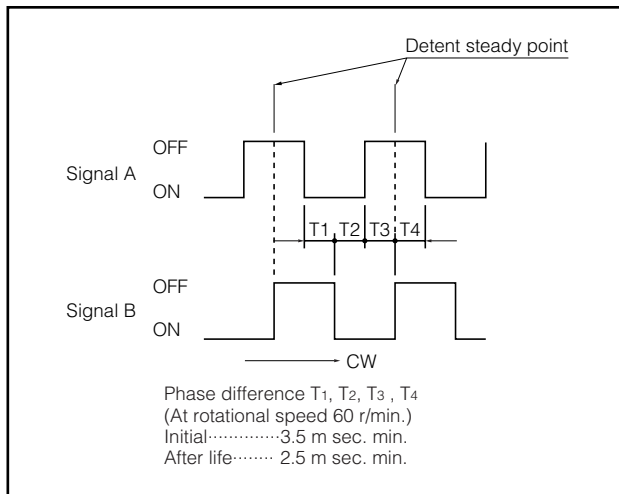 Detent steady point
OFF
Signal A
ON
T1 T2 T3 T4
OFF
Signal B
ON
CW
Phase difference T1, T2, T3 , T4
(At rotational speed 60 r/min.)
Initial··············3.5 m sec. min.
After life········ 2.5 m sec. min.